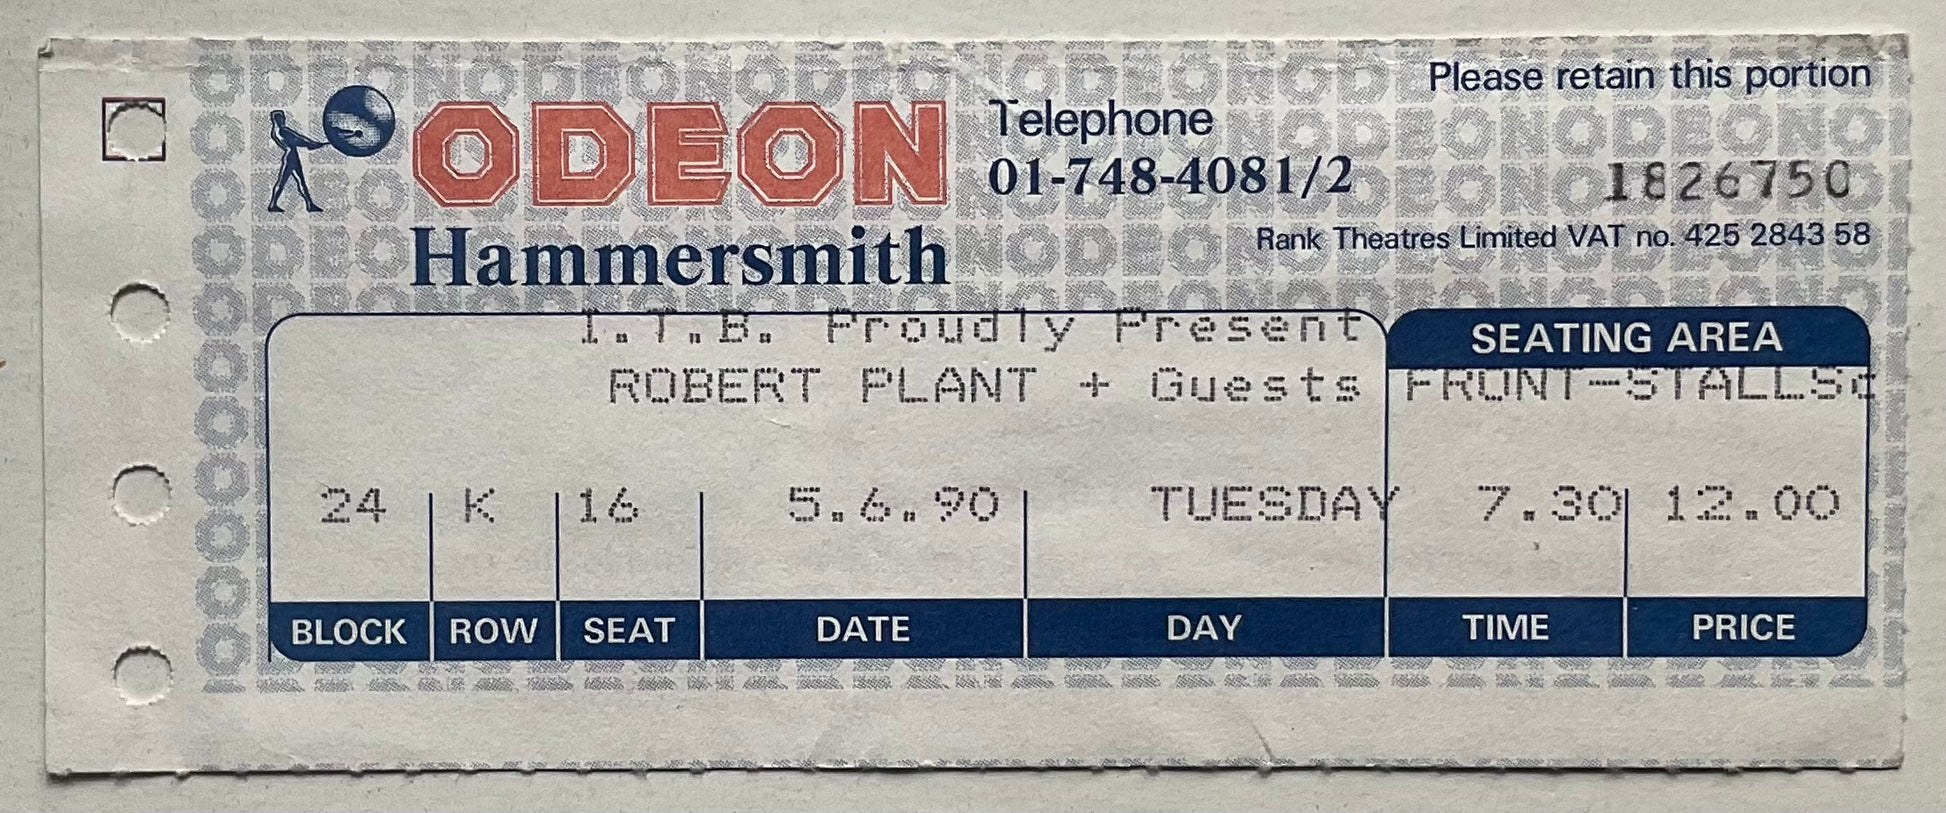 Please retain this portion
ODEON
Telephone
01-748-4081/2
1826750
Hammersmith
Rank Theatres Limited VAT no. 425 2843 58
I.T.B. Proudly Present
SEATING AREA
ROBERT PLANT + Guests FRONT-STALLSc
24 K 16 5.6.90 TUESDAY 7.30 12.00
BLOCK ROW SEAT DATE DAY TIME PRICE